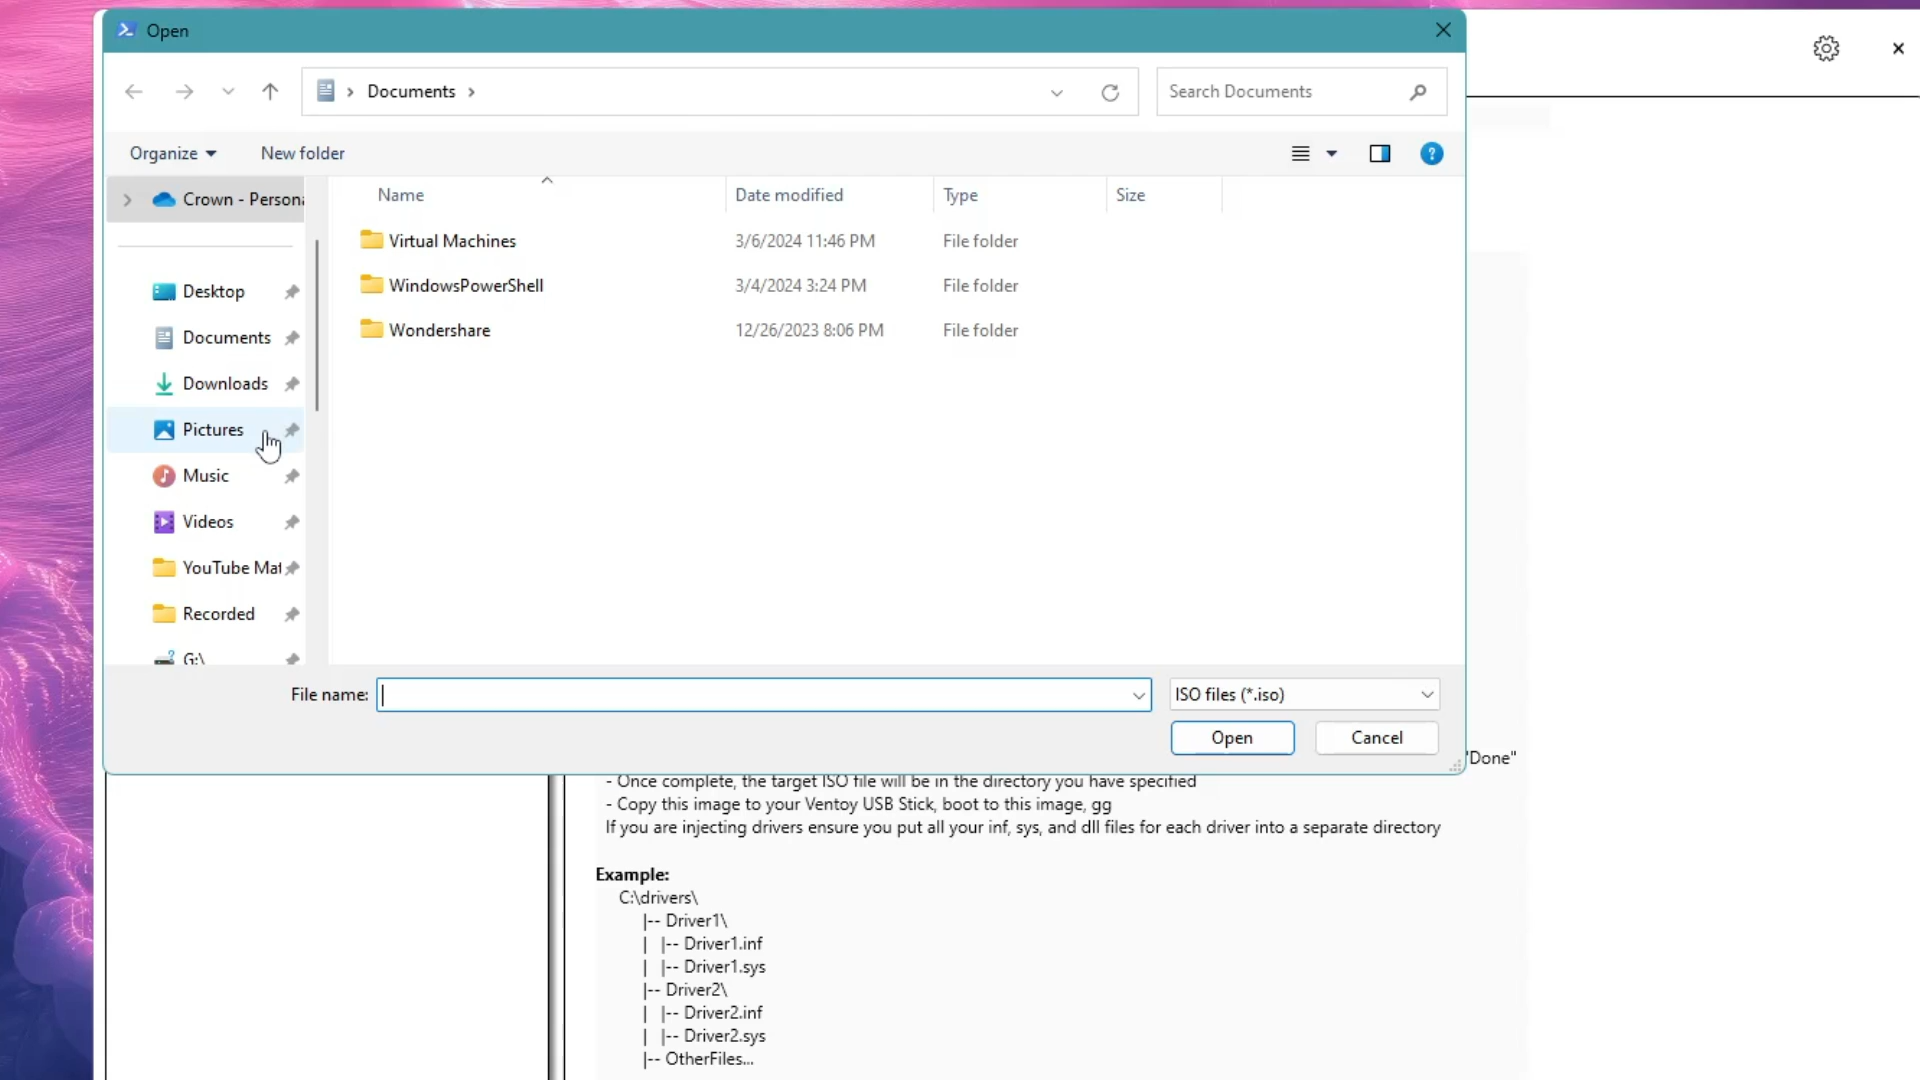 Open
Documents
Search Documents
Organize
New folder
Crown - Persona
Name
Date modified
Type
Size
Virtual Machines
3/6/2024 11:46 PM
File folder
WindowsPowerShell
3/4/2024 3:24 PM
File folder
Wondershare
12/26/2023 8:06 PM
File folder
Desktop
Documents
Downloads
Pictures
Music
Videos
YouTube Mat
Recorded
G:\
File name:
ISO files (*.iso)
Open
Cancel
"Done"
- Once complete, the target ISO file will be in the directory you have specified
- Copy this image to your Ventoy USB Stick, boot to this image, gg
If you are injecting drivers ensure you put all your inf, sys, and dll files for each driver into a separate directory
Example:
C:\drivers\
|-- Driver1\
|   |-- Driver1.inf
|   |-- Driver1.sys
|-- Driver2\
|   |-- Driver2.inf
|   |-- Driver2.sys
|-- OtherFiles...